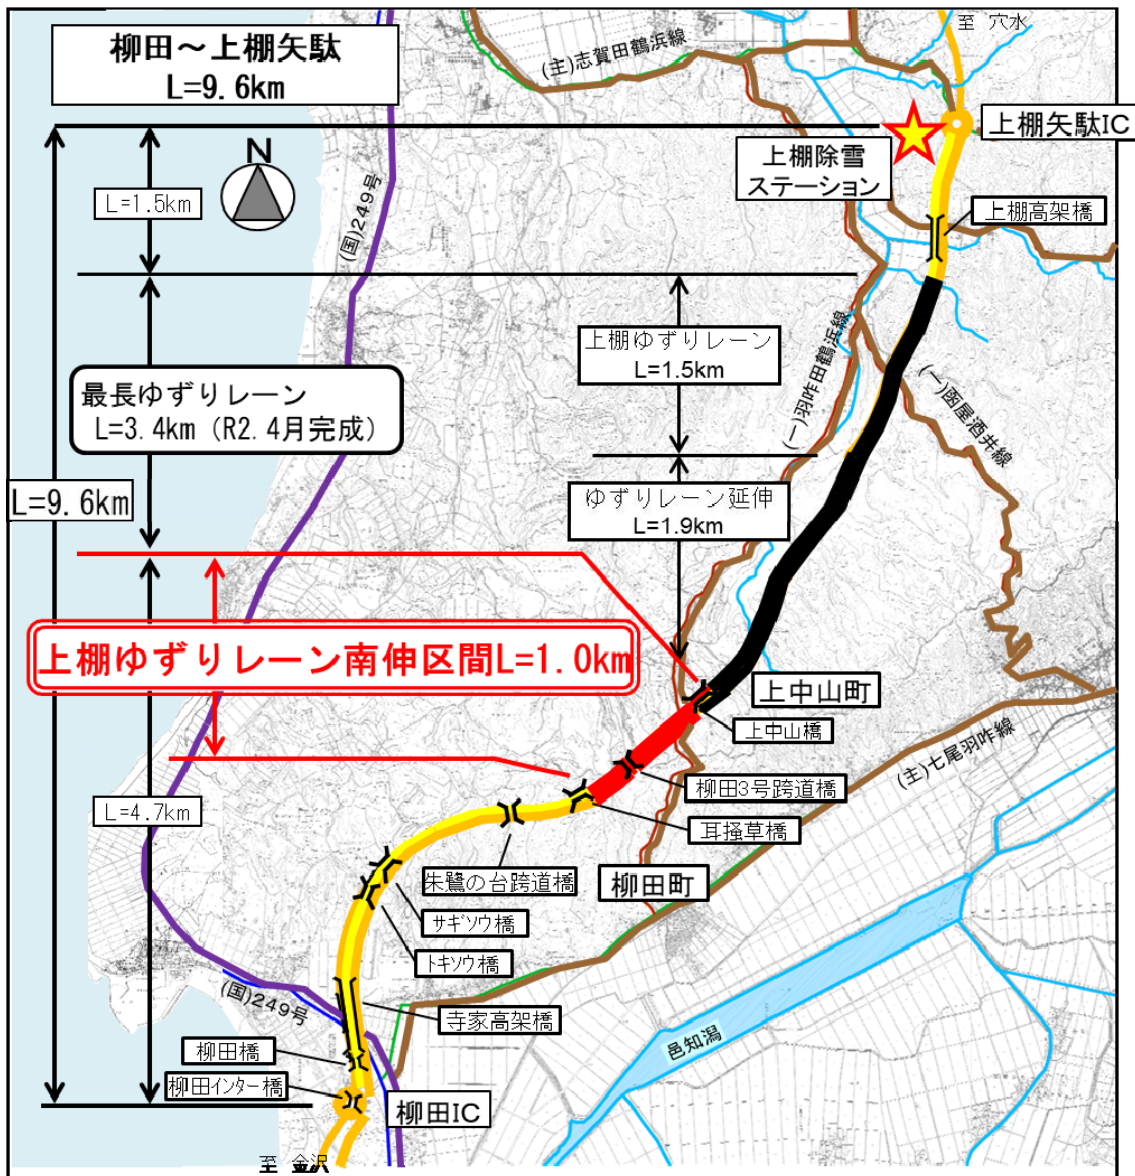 柳田～上棚矢駄
L=9.6km
(主)志賀田鶴浜線
至 穴水
上棚矢駄IC
上棚除雪
ステーション
N
L=1.5km
(国)249号
上棚高架橋
上棚ゆずりレーン
L=1.5km
(一)羽咋田鶴浜線
(一)函屋酒井線
最長ゆずりレーン
L=3.4km（R2.4月完成）
L=9.6km
ゆずりレーン延伸
L=1.9km
上棚ゆずりレーン南伸区間L=1.0km
上中山町
上中山橋
(主)七尾羽咋線
柳田3号跨道橋
L=4.7km
耳掻草橋
朱鷺の台跨道橋
柳田町
サギソウ橋
トキソウ橋
(国)249号
寺家高架橋
邑知潟
柳田橋
柳田インター橋
柳田IC
至 金沢